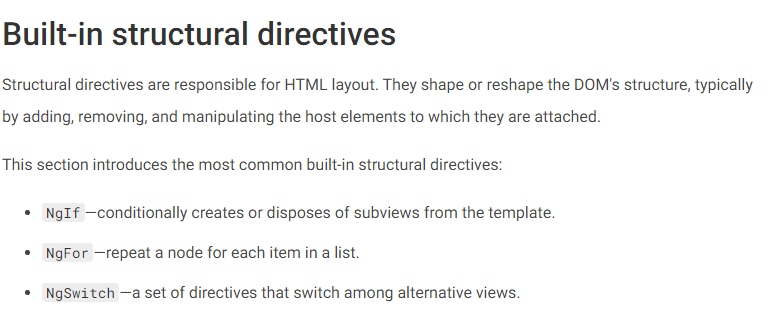 Built-in structural directives
Structural directives are responsible for HTML layout. They shape or reshape the DOM's structure, typically
by adding, removing, and manipulating the host elements to which they are attached.
This section introduces the most common built-in structural directives:
• NgIf—conditionally creates or disposes of subviews from the template.
• NgFor—repeat a node for each item in a list.
• NgSwitch—a set of directives that switch among alternative views.